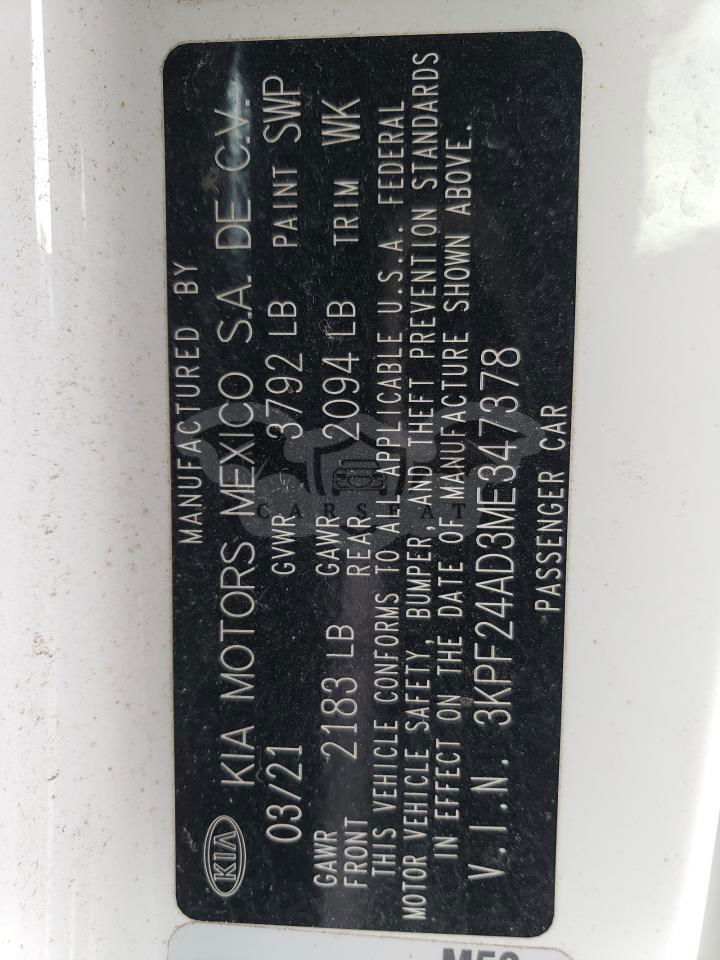 MANUFACTURED BY
KIA KIA MOTORS MEXICO S.A. DE C.V.
03/21 GVWR 3792 LB PAINT SWP
GAWR FRONT 2183 LB GAWR REAR 2094 LB TRIM WK
THIS VEHICLE CONFORMS TO ALL APPLICABLE U.S.A. FEDERAL
MOTOR VEHICLE SAFETY, BUMPER, AND THEFT PREVENTION STANDARDS
IN EFFECT ON THE DATE OF MANUFACTURE SHOWN ABOVE.
V.I.N. 3KPF24AD3ME347378
PASSENGER CAR
CARSEAT